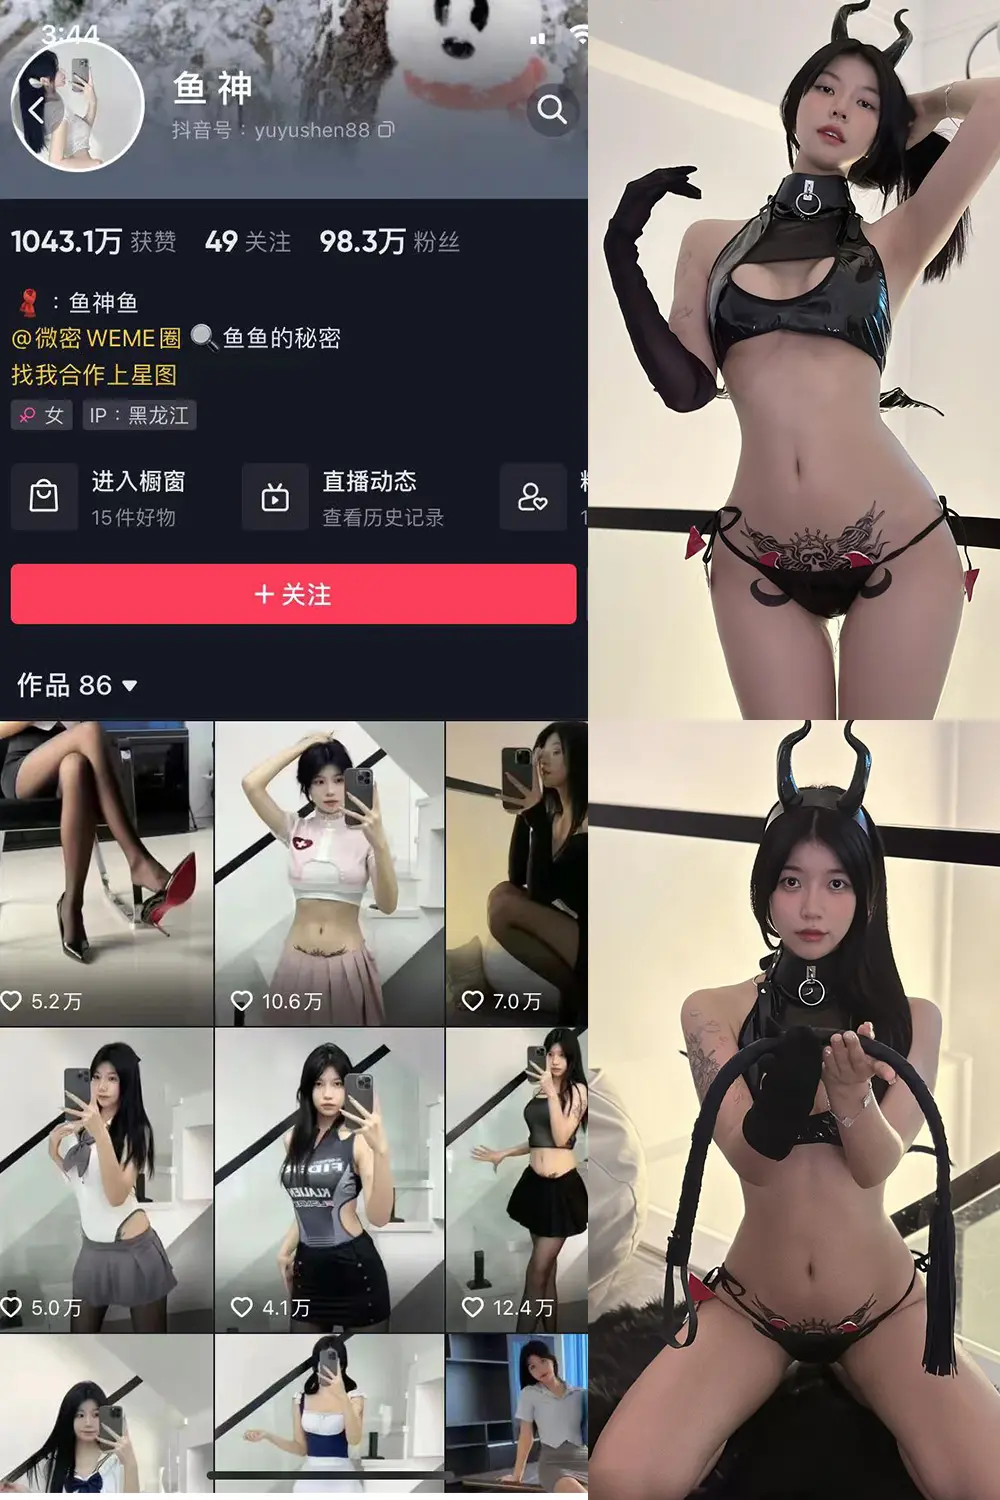 3:44
鱼神
抖音号：yuyushen88
1043.1万 获赞 49 关注 98.3万 粉丝
：鱼神鱼
@微密 WEME圈 鱼鱼的秘密
找我合作上星图
女 IP：黑龙江
进入橱窗
15件好物
直播动态
查看历史记录
+ 关注
作品 86
5.2万
10.6万
7.0万
5.0万
4.1万
12.4万